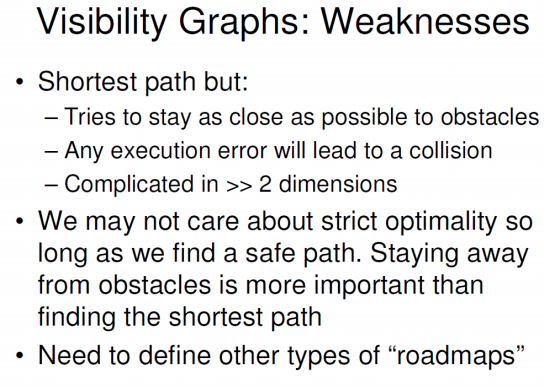 Visibility Graphs: Weaknesses
• Shortest path but:
– Tries to stay as close as possible to obstacles
– Any execution error will lead to a collision
– Complicated in >> 2 dimensions
• We may not care about strict optimality so
long as we find a safe path. Staying away
from obstacles is more important than
finding the shortest path
• Need to define other types of “roadmaps”